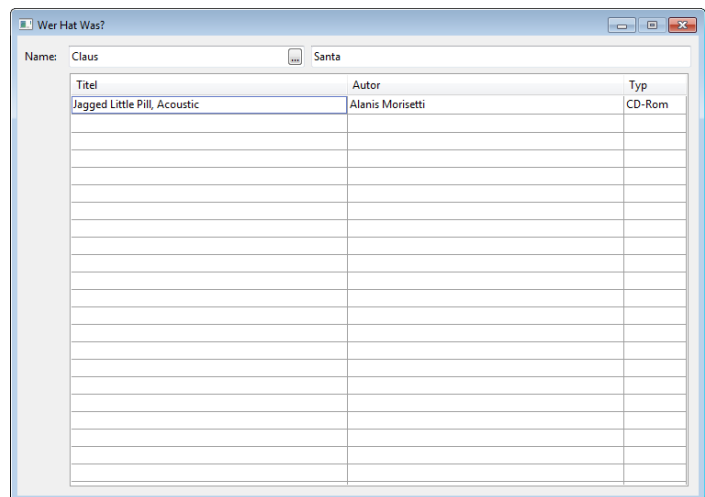 Wer Hat Was?
Name: Claus ... Santa
Titel Autor Typ
Jagged Little Pill, Acoustic Alanis Morisetti CD-Rom